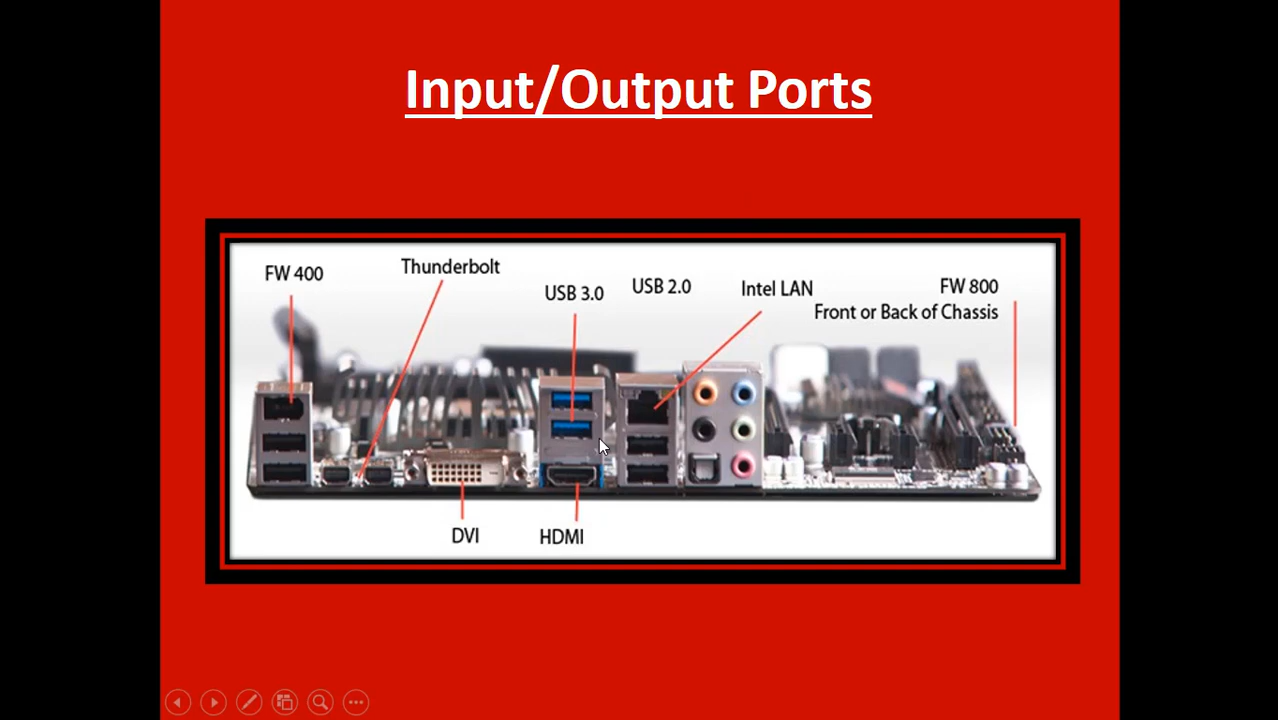 Input/Output Ports
FW 400
Thunderbolt
USB 3.0
USB 2.0
Intel LAN
FW 800
Front or Back of Chassis
DVI
HDMI